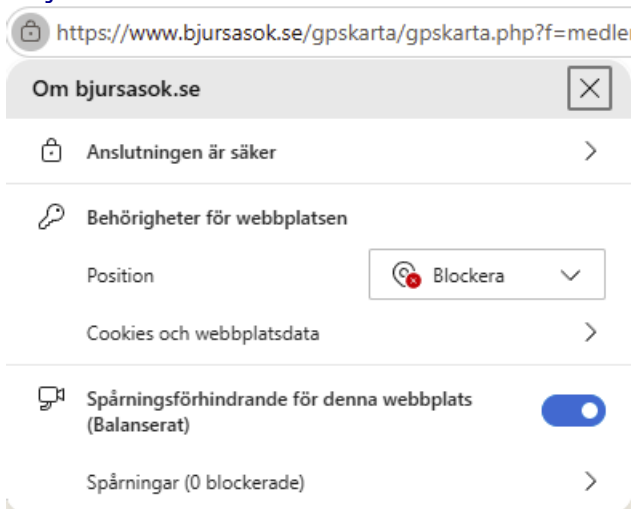 https://www.bjursasok.se/gpskarta/gpskarta.php?f=medle
Om bjursasok.se
Anslutningen är säker
Behörigheter för webbplatsen
Position
Blockera
Cookies och webbplatsdata
Spårningsförhindrande för denna webbplats
(Balanserat)
Spårningar (0 blockerade)